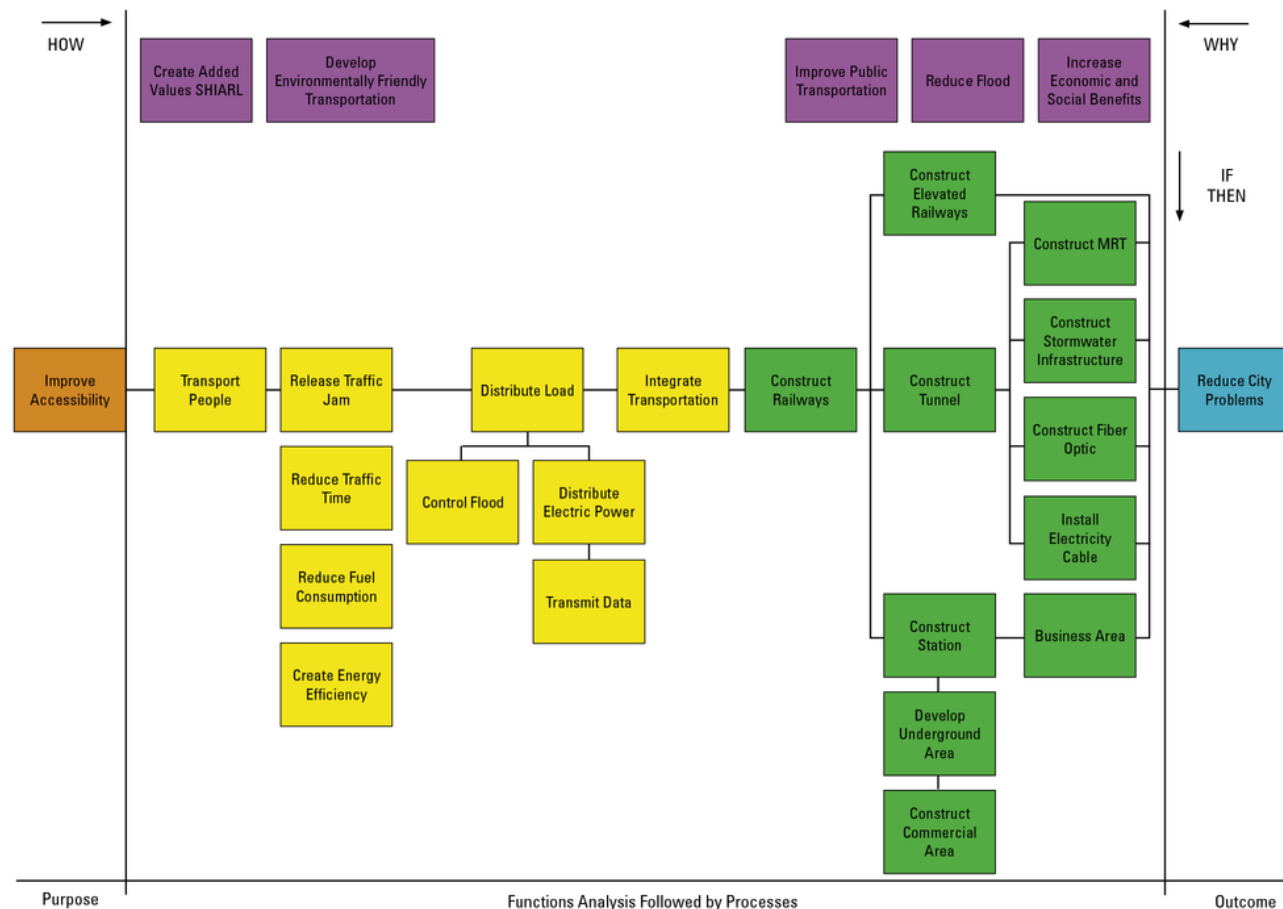 HOW
Create Added
Values SHIARL
Develop
Environmentally Friendly
Transportation
Improve Public
Transportation
Reduce Flood
Increase
Economic and
Social Benefits
WHY
IF
THEN
Construct
Elevated
Railways
Construct MRT
Construct
Stormwater
Infrastructure
Improve
Accessibility
Transport
People
Release Traffic
Jam
Distribute Load
Integrate
Transportation
Construct
Railways
Construct
Tunnel
Reduce City
Problems
Construct Fiber
Optic
Reduce Traffic
Time
Control Flood
Distribute
Electric Power
Install
Electricity
Cable
Reduce Fuel
Consumption
Transmit Data
Construct
Station
Business Area
Create Energy
Efficiency
Develop
Underground
Area
Construct
Commercial
Area
Purpose
Functions Analysis Followed by Processes
Outcome